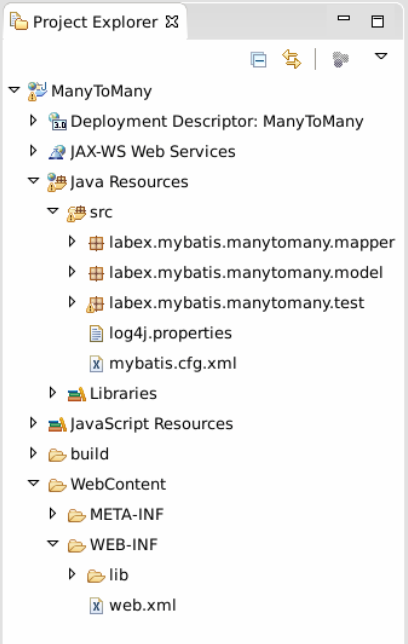 Project Explorer
ManyToMany
3.0 Deployment Descriptor: ManyToMany
JAX-WS Web Services
Java Resources
src
labex.mybatis.manytomany.mapper
labex.mybatis.manytomany.model
labex.mybatis.manytomany.test
log4j.properties
mybatis.cfg.xml
Libraries
JavaScript Resources
build
WebContent
META-INF
WEB-INF
lib
web.xml